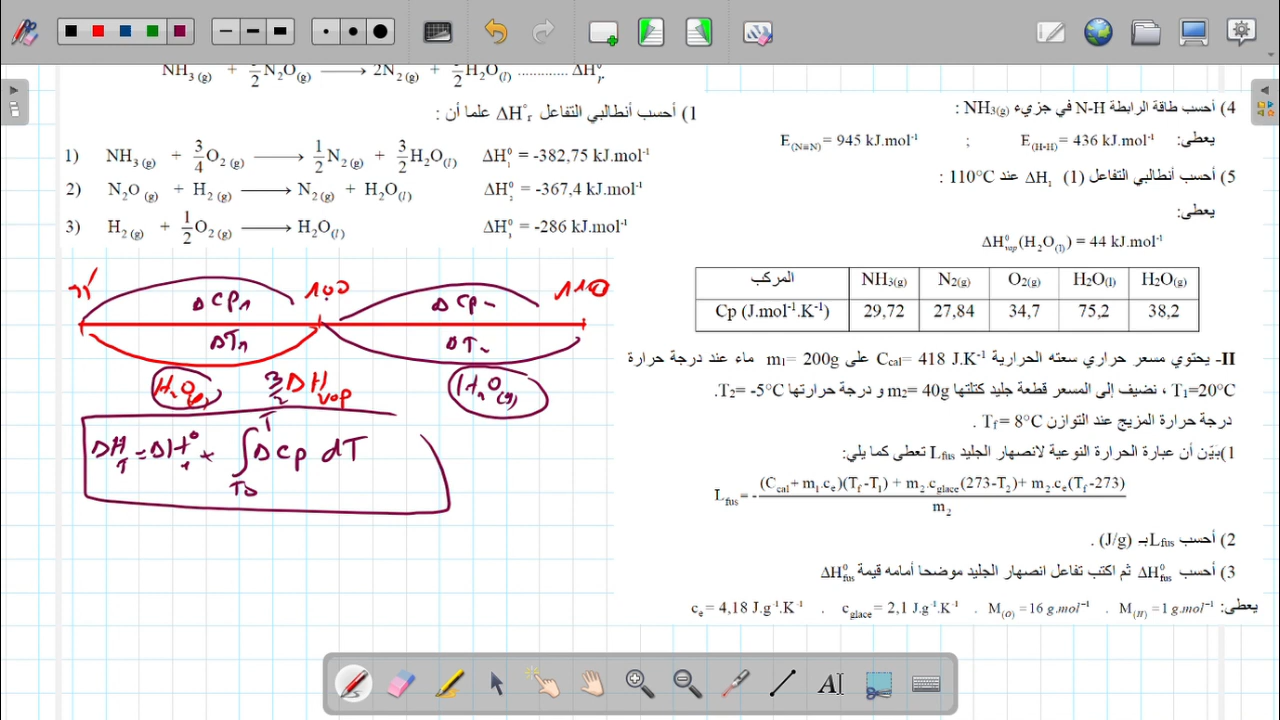 NH₃(g) + 1/2 N₂O(g) ⟶ 2N₂(g) + 3/2 H₂O(l) ............ ΔH°r
1) أحسب أنطالبي التفاعل ΔH°r علما أن :
1) NH₃(g) + 3/4 O₂(g) ⟶ 1/2 N₂(g) + 3/2 H₂O(l) ΔH°₁ = -382,75 kJ.mol⁻¹
2) N₂O(g) + H₂(g) ⟶ N₂(g) + H₂O(l) ΔH°₂ = -367,4 kJ.mol⁻¹
3) H₂(g) + 1/2 O₂(g) ⟶ H₂O(l) ΔH°₃ = -286 kJ.mol⁻¹
100
110
ΔCp₁
ΔCp₂
ΔT₁
ΔT₂
H₂O(l)
3/2 ΔHvap
H₂O(g)
∫ ΔCp dT
T
T₀
4) أحسب طاقة الرابطة N-H في جزيء NH₃(g) :
يعطى: E(H-H) = 436 kJ.mol⁻¹ ; E(N≡N) = 945 kJ.mol⁻¹
5) أحسب أنطالبي التفاعل (1) ΔH₁ عند 110°C :
يعطى:
ΔH°vap(H₂O(l)) = 44 kJ.mol⁻¹
المركب NH₃(g) N₂(g) O₂(g) H₂O(l) H₂O(g)
Cp (J.mol⁻¹.K⁻¹) 29,72 27,84 34,7 75,2 38,2
II- يحتوي مسعر حراري سعته الحرارية Ccal= 418 J.K⁻¹ على m₁= 200g ماء عند درجة حرارة
T₁=20°C ، نضيف إلى المسعر قطعة جليد كتلتها m₂= 40g و درجة حرارتها T₂= -5°C.
درجة حرارة المزيج عند التوازن Tf= 8°C .
1) بيّن أن عبارة الحرارة النوعية لانصهار الجليد Lfus تعطى كما يلي:
Lfus = - (Ccal + m₁.ce)(Tf-T₁) + m₂.cglace(273-T₂)+ m₂.ce(Tf-273) / m₂
2) أحسب Lfus بـ (J/g) .
3) أحسب ΔH°fus ثم اكتب تفاعل انصهار الجليد موضحا أمامه قيمة ΔH°fus
يعطى: M(H) = 1 g.mol⁻¹ . M(O) = 16 g.mol⁻¹ . cglace = 2,1 J.g⁻¹.K⁻¹ . ce = 4,18 J.g⁻¹.K⁻¹